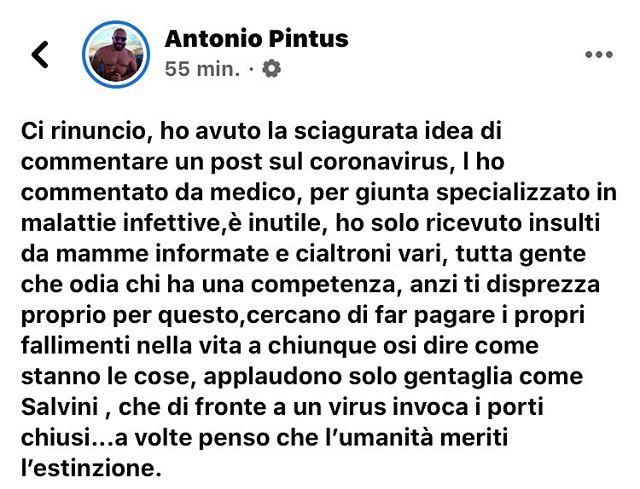 Antonio Pintus
55 min. ·
Ci rinuncio, ho avuto la sciagurata idea di
commentare un post sul coronavirus, l ho
commentato da medico, per giunta specializzato in
malattie infettive,è inutile, ho solo ricevuto insulti
da mamme informate e cialtroni vari, tutta gente
che odia chi ha una competenza, anzi ti disprezza
proprio per questo,cercano di far pagare i propri
fallimenti nella vita a chiunque osi dire come
stanno le cose, applaudono solo gentaglia come
Salvini , che di fronte a un virus invoca i porti
chiusi...a volte penso che l’umanità meriti
l’estinzione.